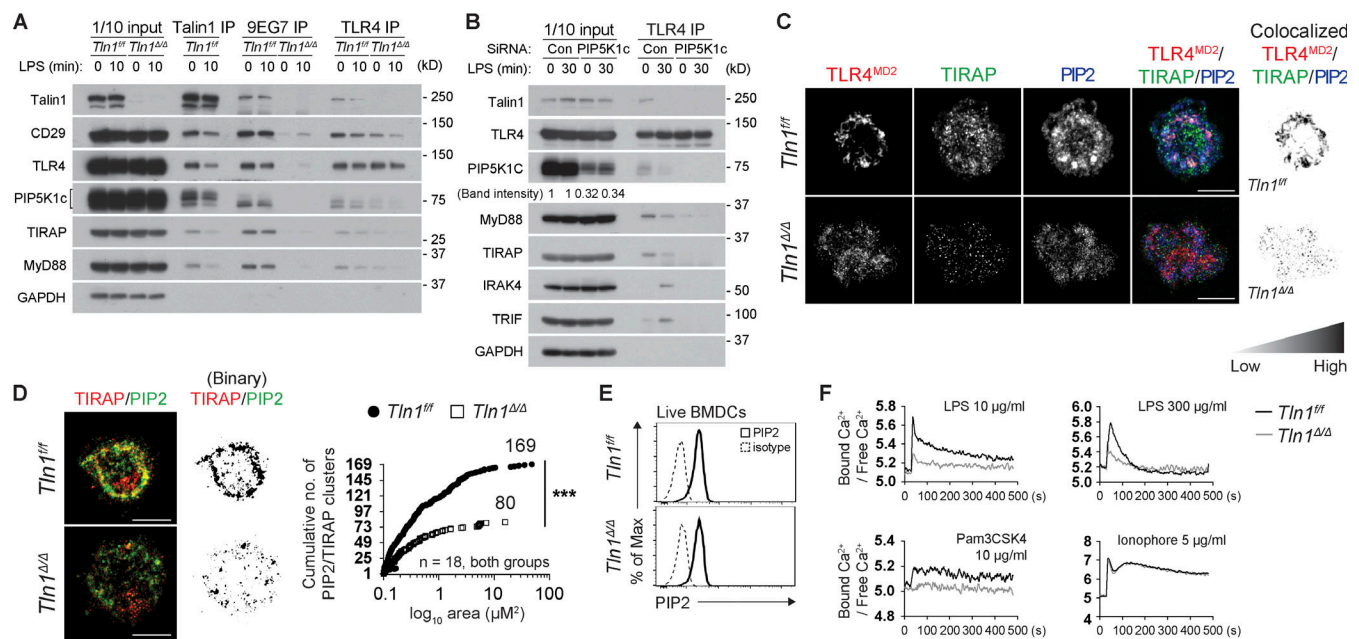 A
1/10 input Talin1 IP 9EG7 IP TLR4 IP
Tln1f/f Tln1Δ/Δ Tln1f/f Tln1f/f Tln1Δ/Δ Tln1f/f Tln1Δ/Δ
LPS (min): 0 10 0 10 0 10 0 10 0 10 0 10 0 10 (kD)
Talin1 - 250
- 150
CD29
- 150
TLR4
PIP5K1c - 75
TIRAP
- 25
- 37
MyD88
- 37
GAPDH
B
1/10 input TLR4 IP
SiRNA: Con PIP5K1c Con PIP5K1c
LPS (min): 0 30 0 30 0 30 0 30 (kD)
Talin1 - 250
- 150
TLR4
PIP5K1C - 75
(Band intensity) 1 1 0.32 0.34
- 37
MyD88
- 37
TIRAP
IRAK4
- 50
- 100
TRIF
- 37
GAPDH
C
Colocalized
TLR4MD2 TIRAP PIP2 TLR4MD2/ TLR4MD2/
TIRAP/PIP2 TIRAP/PIP2
Tln1f/f
Tln1f/f
Tln1Δ/Δ
Tln1Δ/Δ
Low High
D
(Binary)
TIRAP/PIP2 TIRAP/PIP2
Tln1f/f
Tln1Δ/Δ
Tln1f/f Tln1Δ/Δ
Cumulative no. of
PIP2/TIRAP clusters
169
145
121
97
73
49
25
1
169
80
***
n = 18, both groups
0.1 1 10 100
log10 area (μM2)
E
Live BMDCs
PIP2
isotype
Tln1f/f
Tln1Δ/Δ
% of Max
PIP2
F
Bound Ca2+
/ Free Ca2+
LPS 10 μg/ml
5.8
5.6
5.4
5.2
5.0
0 100 200 300 400 500 (s)
LPS 300 μg/ml
6.0
5.8
5.6
5.4
5.2
5.0
0 100 200 300 400 500 (s)
Tln1f/f
Tln1Δ/Δ
Bound Ca2+
/ Free Ca2+
Pam3CSK4
10 μg/ml
5.4
5.2
5.0
4.8
0 100 200 300 400 500 (s)
Ionophore 5 μg/ml
8
7
6
5
4
0 100 200 300 400 500 (s)